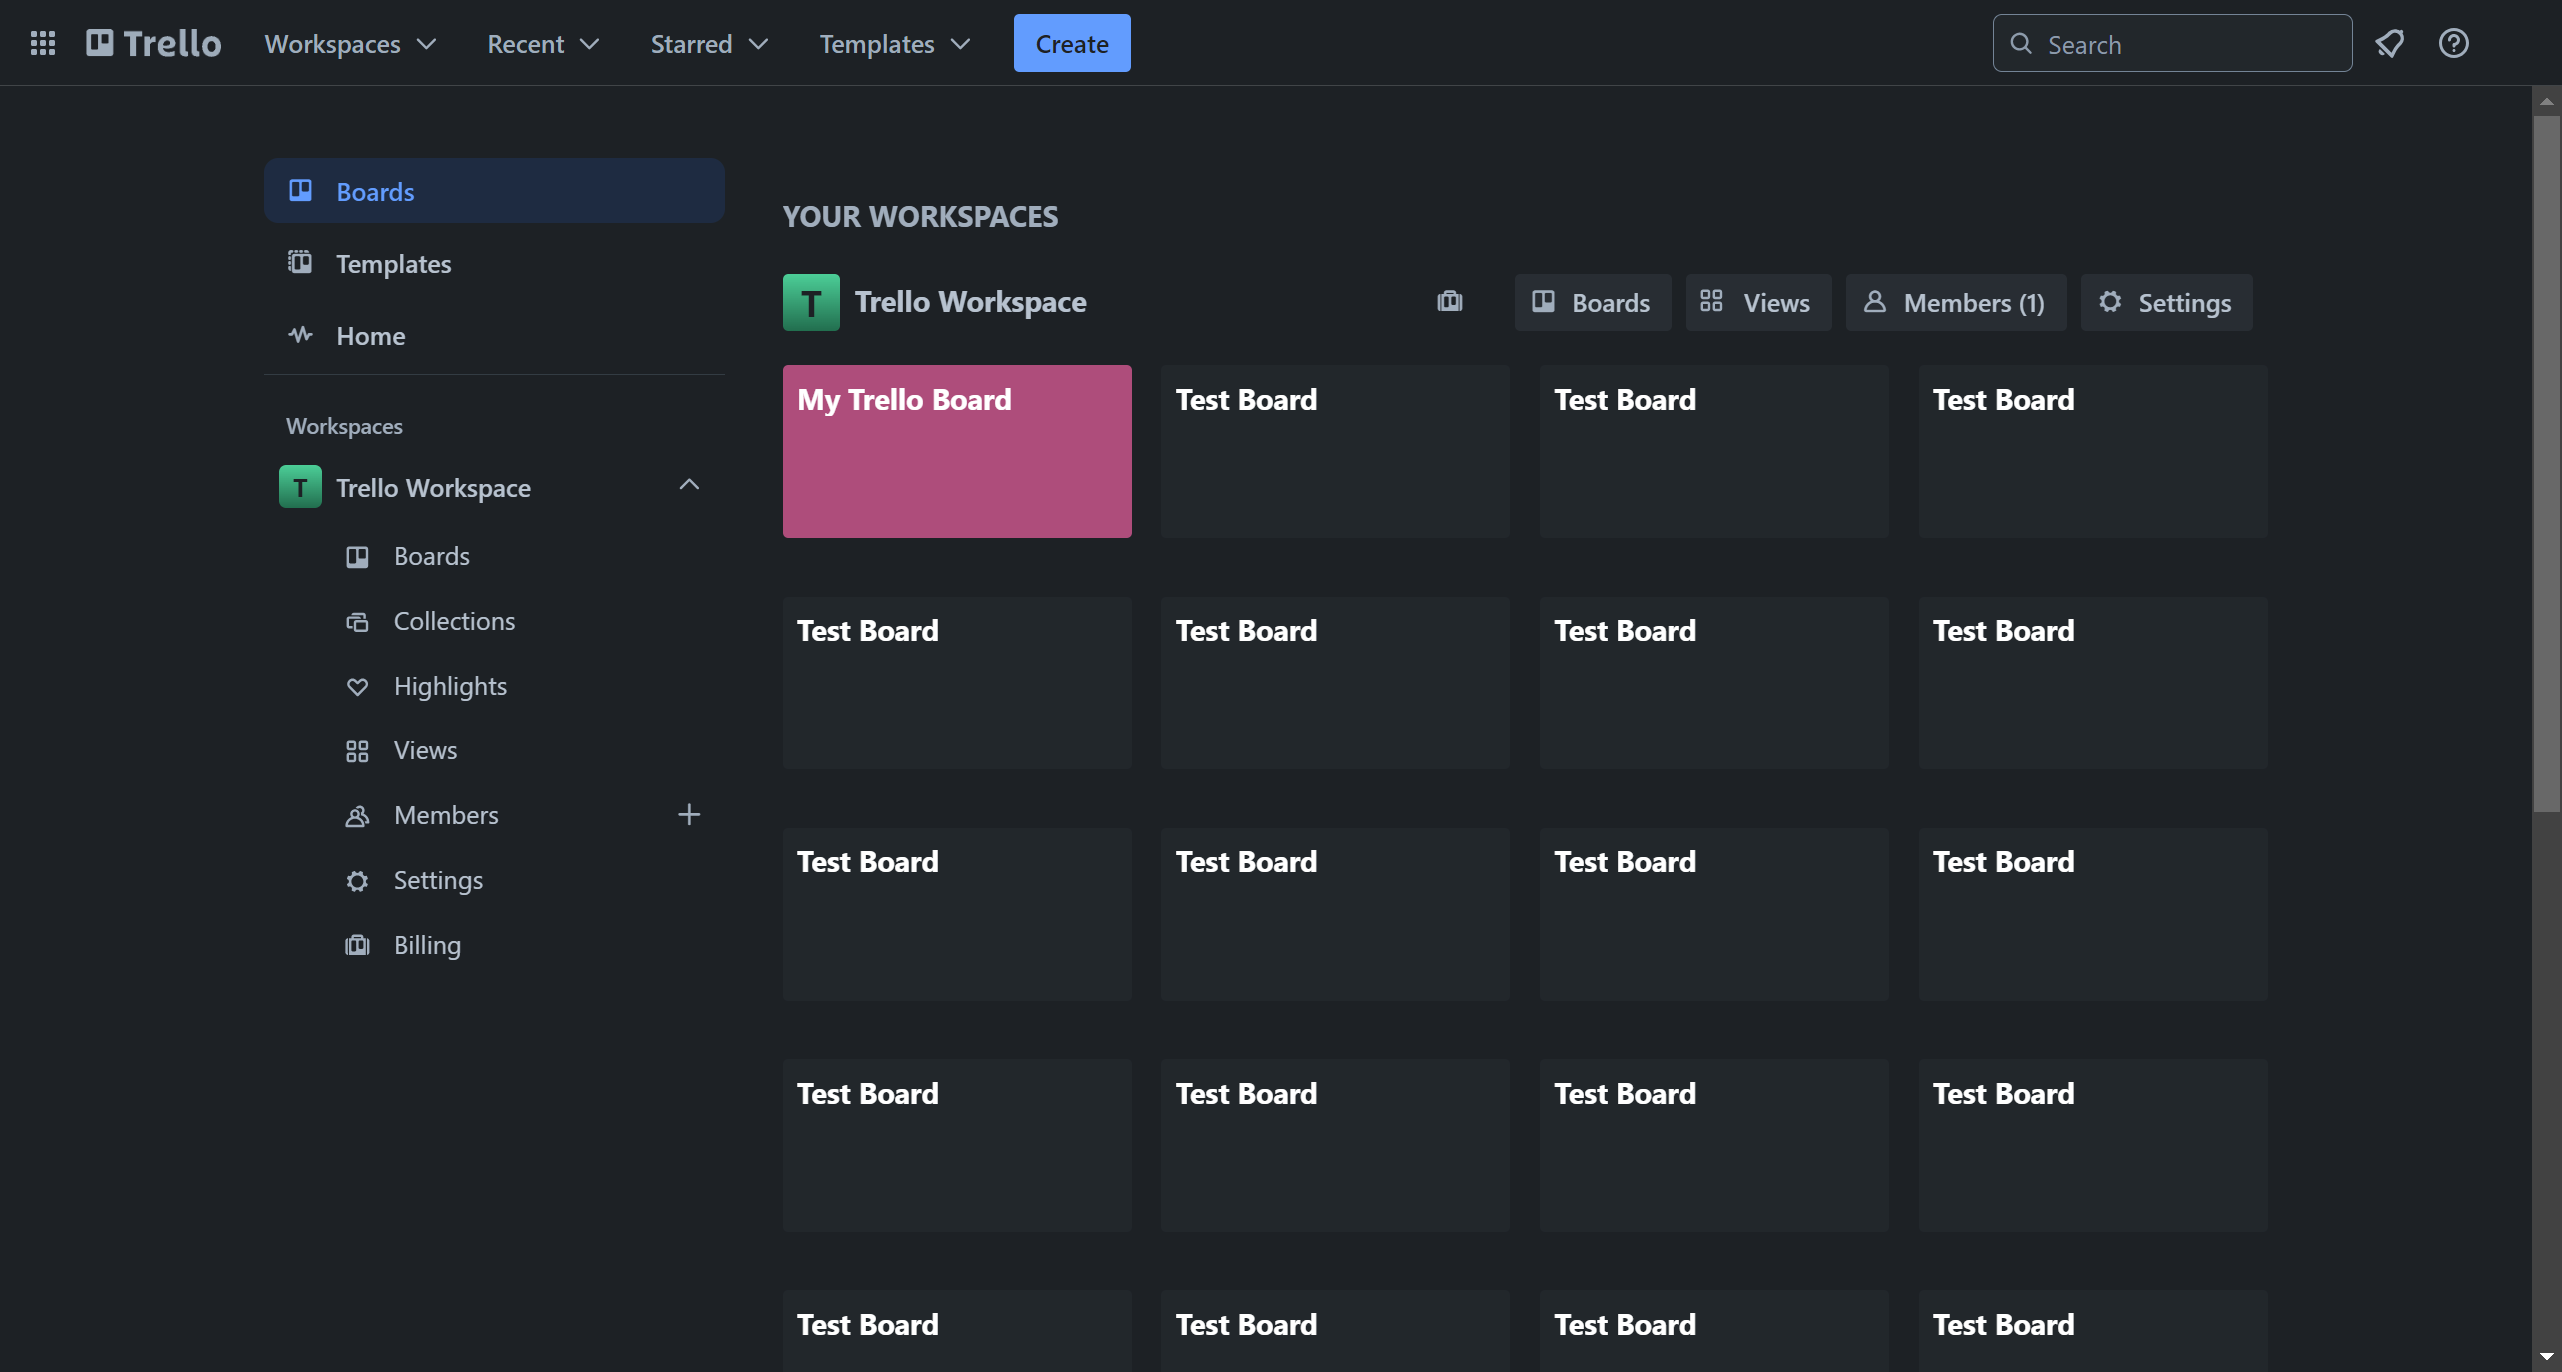 Trello Workspaces Recent Starred Templates Create Search
Boards
Templates
Home
Workspaces
T Trello Workspace
Boards
Collections
Highlights
Views
Members
Settings
Billing
YOUR WORKSPACES
T Trello Workspace Boards Views Members (1) Settings
My Trello Board Test Board Test Board Test Board
Test Board Test Board Test Board Test Board
Test Board Test Board Test Board Test Board
Test Board Test Board Test Board Test Board
Test Board Test Board Test Board Test Board